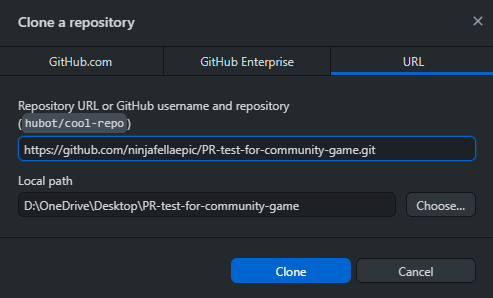 Clone a repository
GitHub.com
GitHub Enterprise
URL
Repository URL or GitHub username and repository
(hubot/cool-repo)
https://github.com/ninjafellaepic/PR-test-for-community-game.git
Local path
D:\OneDrive\Desktop\PR-test-for-community-game
Choose...
Clone
Cancel